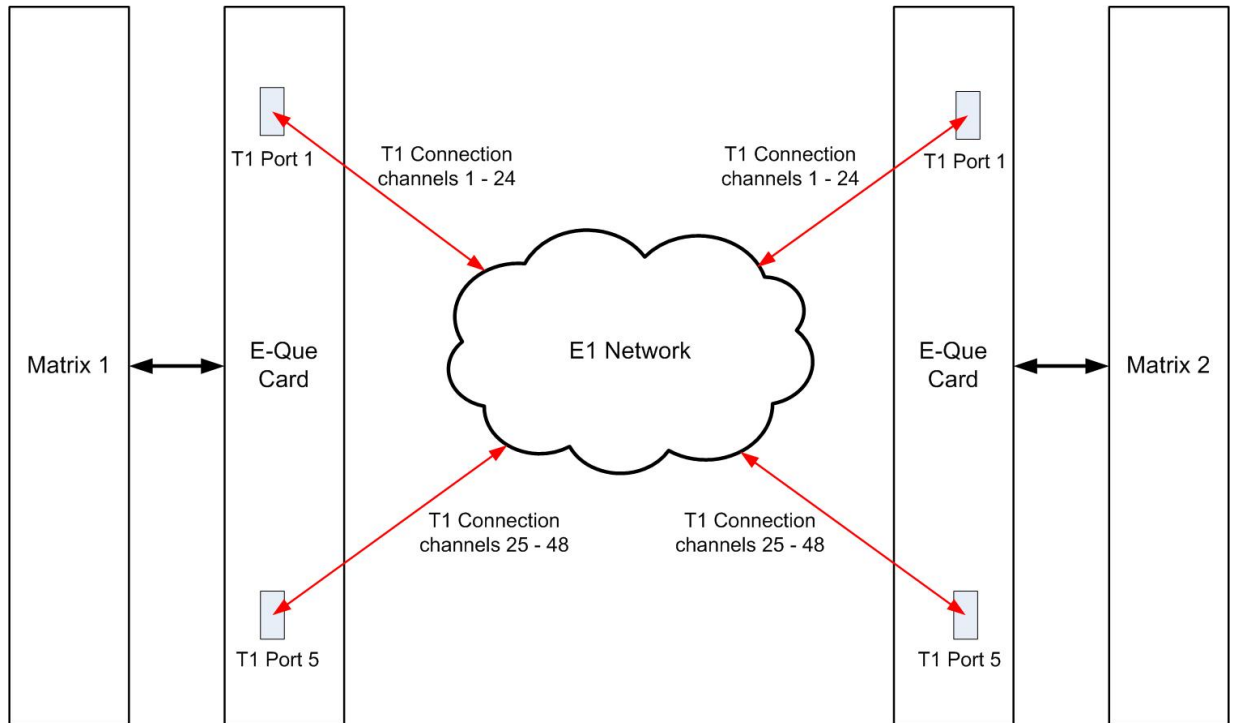 T1 Port 1
T1 Connection
channels 1 - 24
T1 Connection
channels 1 - 24
T1 Port 1
Matrix 1
E-Que
Card
E1 Network
E-Que
Card
Matrix 2
T1 Connection
channels 25 - 48
T1 Connection
channels 25 - 48
T1 Port 5
T1 Port 5